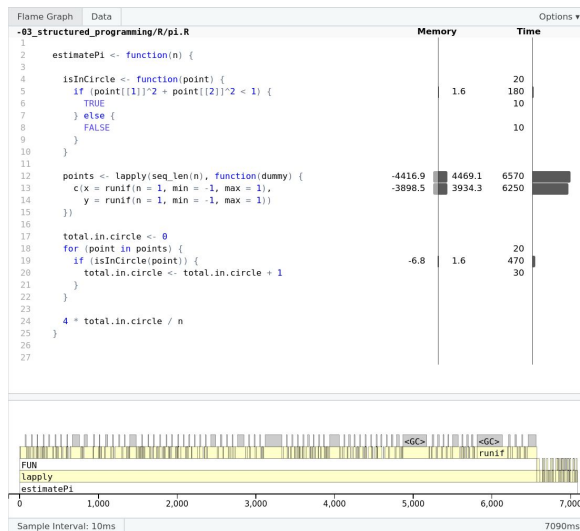 Flame Graph Data Options ▾
-03_structured_programming/R/pi.R Memory Time
1
2 estimatePi <- function(n) {
3
4 isInCircle <- function(point) { 20
5 if (point[[1]]^2 + point[[2]]^2 < 1) { 1.6 180
6 TRUE 10
7 } else {
8 FALSE 10
9 }
10 }
11
12 points <- lapply(seq_len(n), function(dummy) { -4416.9 4469.1 6570
13 c(x = runif(n = 1, min = -1, max = 1), -3898.5 3934.3 6250
14 y = runif(n = 1, min = -1, max = 1))
15 })
16
17 total.in.circle <- 0
18 for (point in points) { 20
19 if (isInCircle(point)) { -6.8 1.6 470
20 total.in.circle <- total.in.circle + 1 30
21 }
22 }
23
24 4 * total.in.circle / n
25 }
26
27
<GC> <GC>
runif
FUN
lapply
estimatePi
0 1,000 2,000 3,000 4,000 5,000 6,000 7,000
Sample Interval: 10ms 7090ms